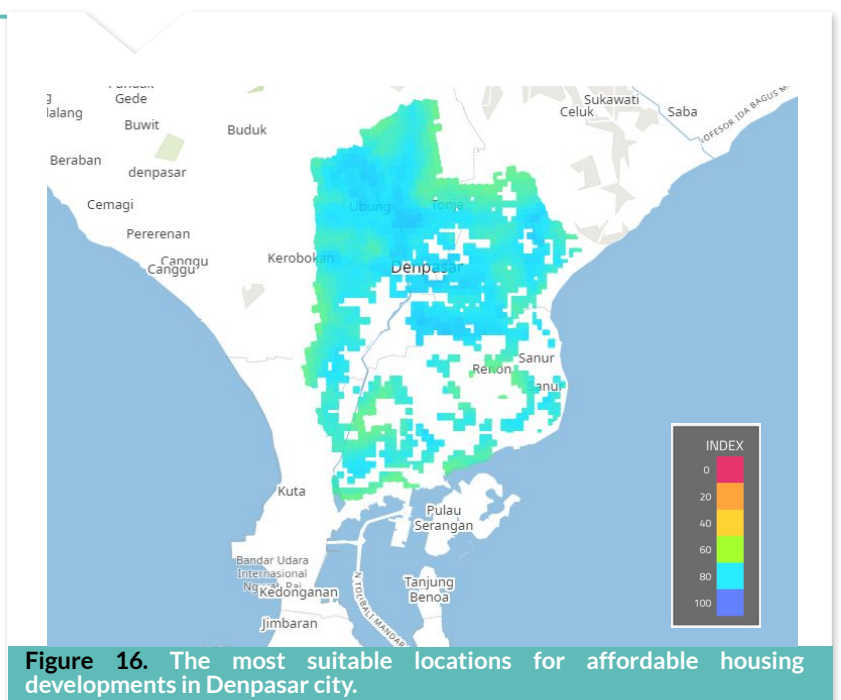 Gede
Buwit
Buduk
Sukawati
Celuk
Saba
Beraban
denpasar
Cemagi
Ubung
Tonja
Pererenan
Canggu
Canggu
Kerobokan
Denpasar
Sanur
Renon
Sanur
INDEX
0
20
40
60
80
100
Kuta
Pulau
Serangan
Bandar Udara
Internasional
Kedonganan
Tanjung
Benoa
Jimbaran
Figure 16. The most suitable locations for affordable housing
developments in Denpasar city.